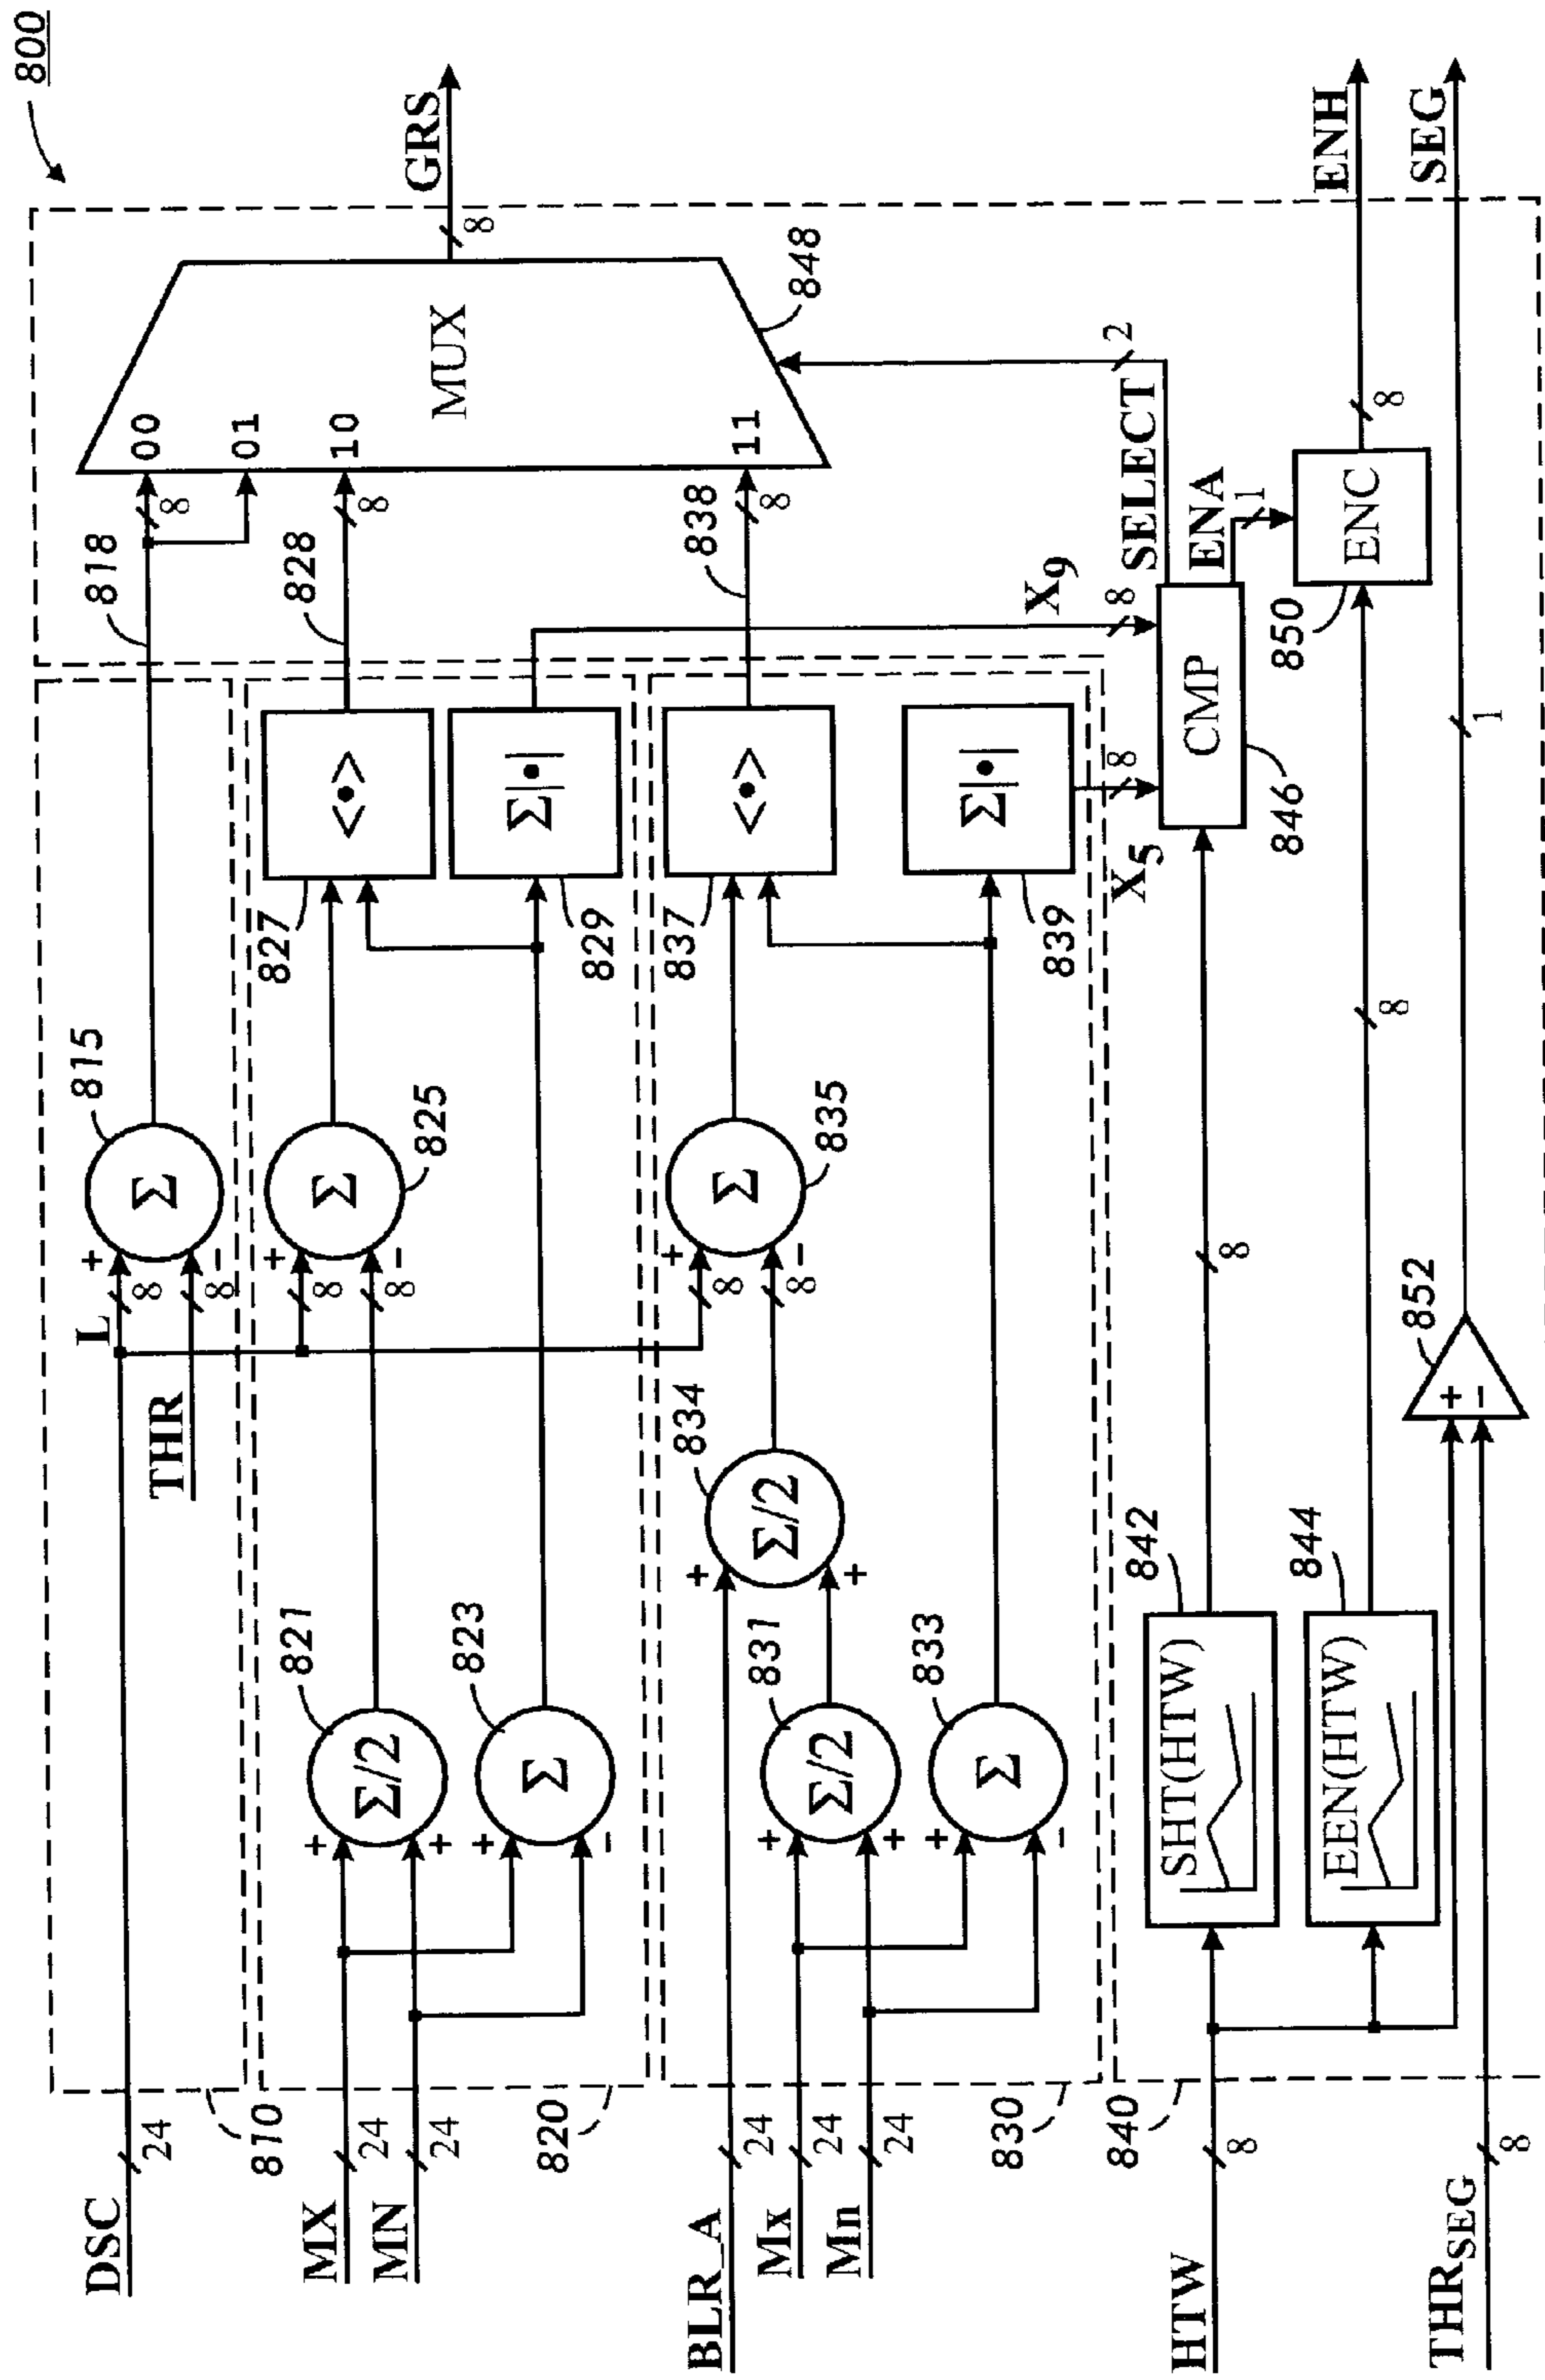 800
DSC
24
L
+
8
THR
-
8
815
Σ
818
8
00
01
10
11
MUX
848
GRS
8
810
MX
24
MN
24
820
+
+
Σ/2
821
+
-
Σ
823
+
8
-
8
Σ
825
827
<•>
828
8
829
Σ|•|
X9
8
BLR_A
24
Mx
24
Mn
24
830
+
+
Σ/2
831
+
-
Σ
833
+
+
Σ/2
834
+
8
-
8
Σ
835
837
<•>
838
8
839
Σ|•|
X5
8
840
HTW
8
SHT(HTW)
842
8
CMP
846
SELECT
2
ENA
1
EEN(HTW)
844
8
ENC
850
8
ENH
THRSEG
8
+
-
852
1
SEG